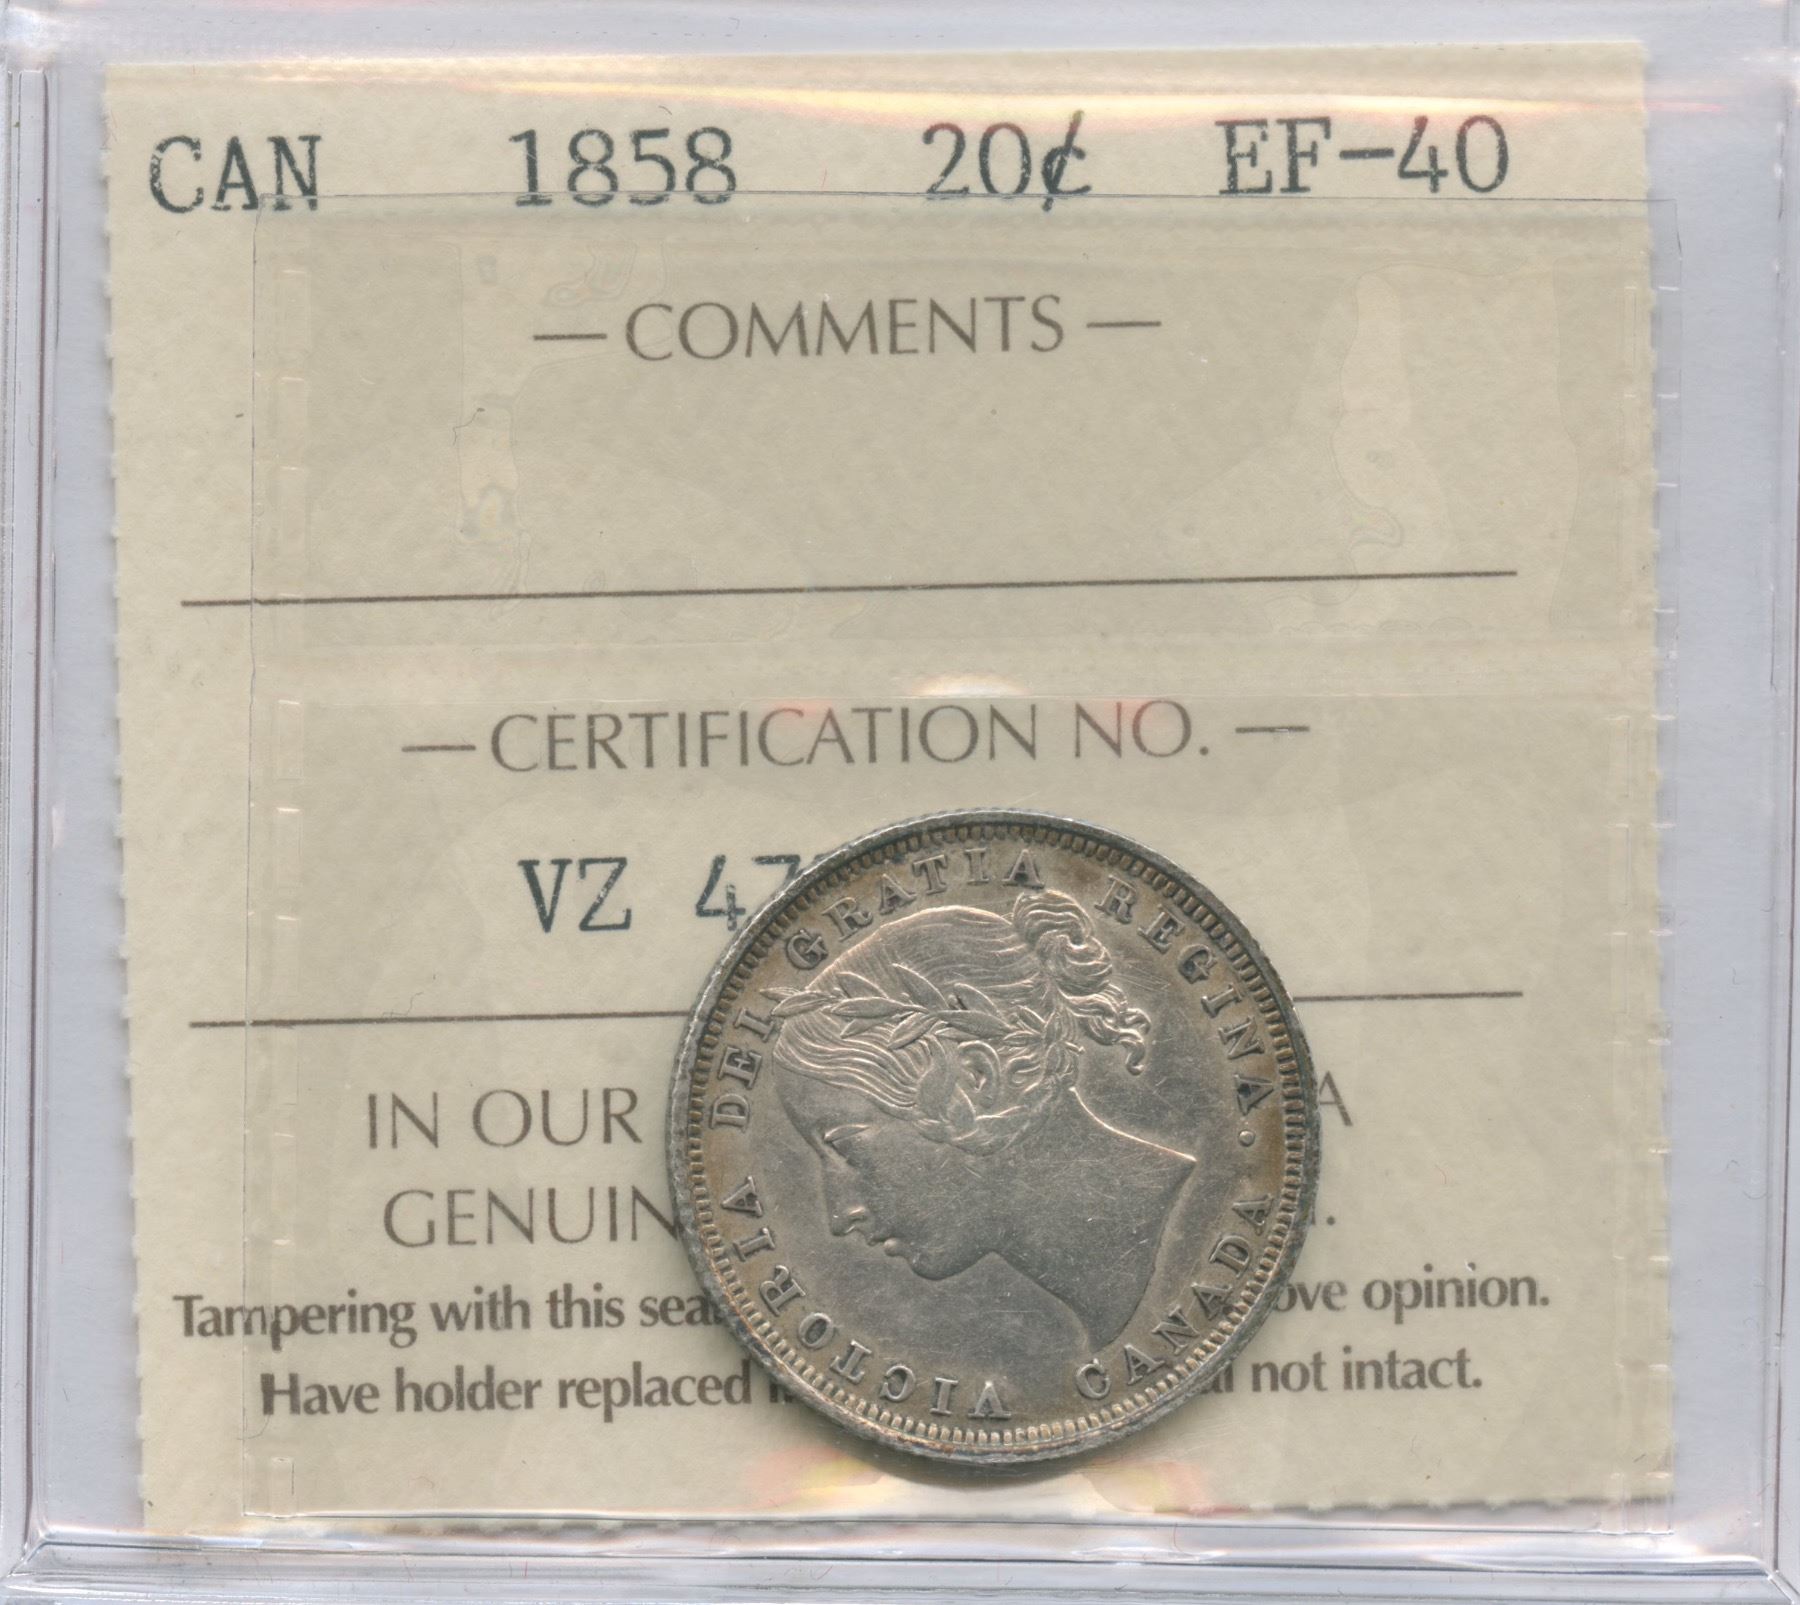 CAN 1858 20¢ EF-40
— COMMENTS —
— CERTIFICATION NO. —
VZ 47
IN OUR A
GENUIN .
Tampering with this sea ove opinion.
Have holder replaced not intact.
VICTORIA DEI GRATIA REGINA.
CANADA